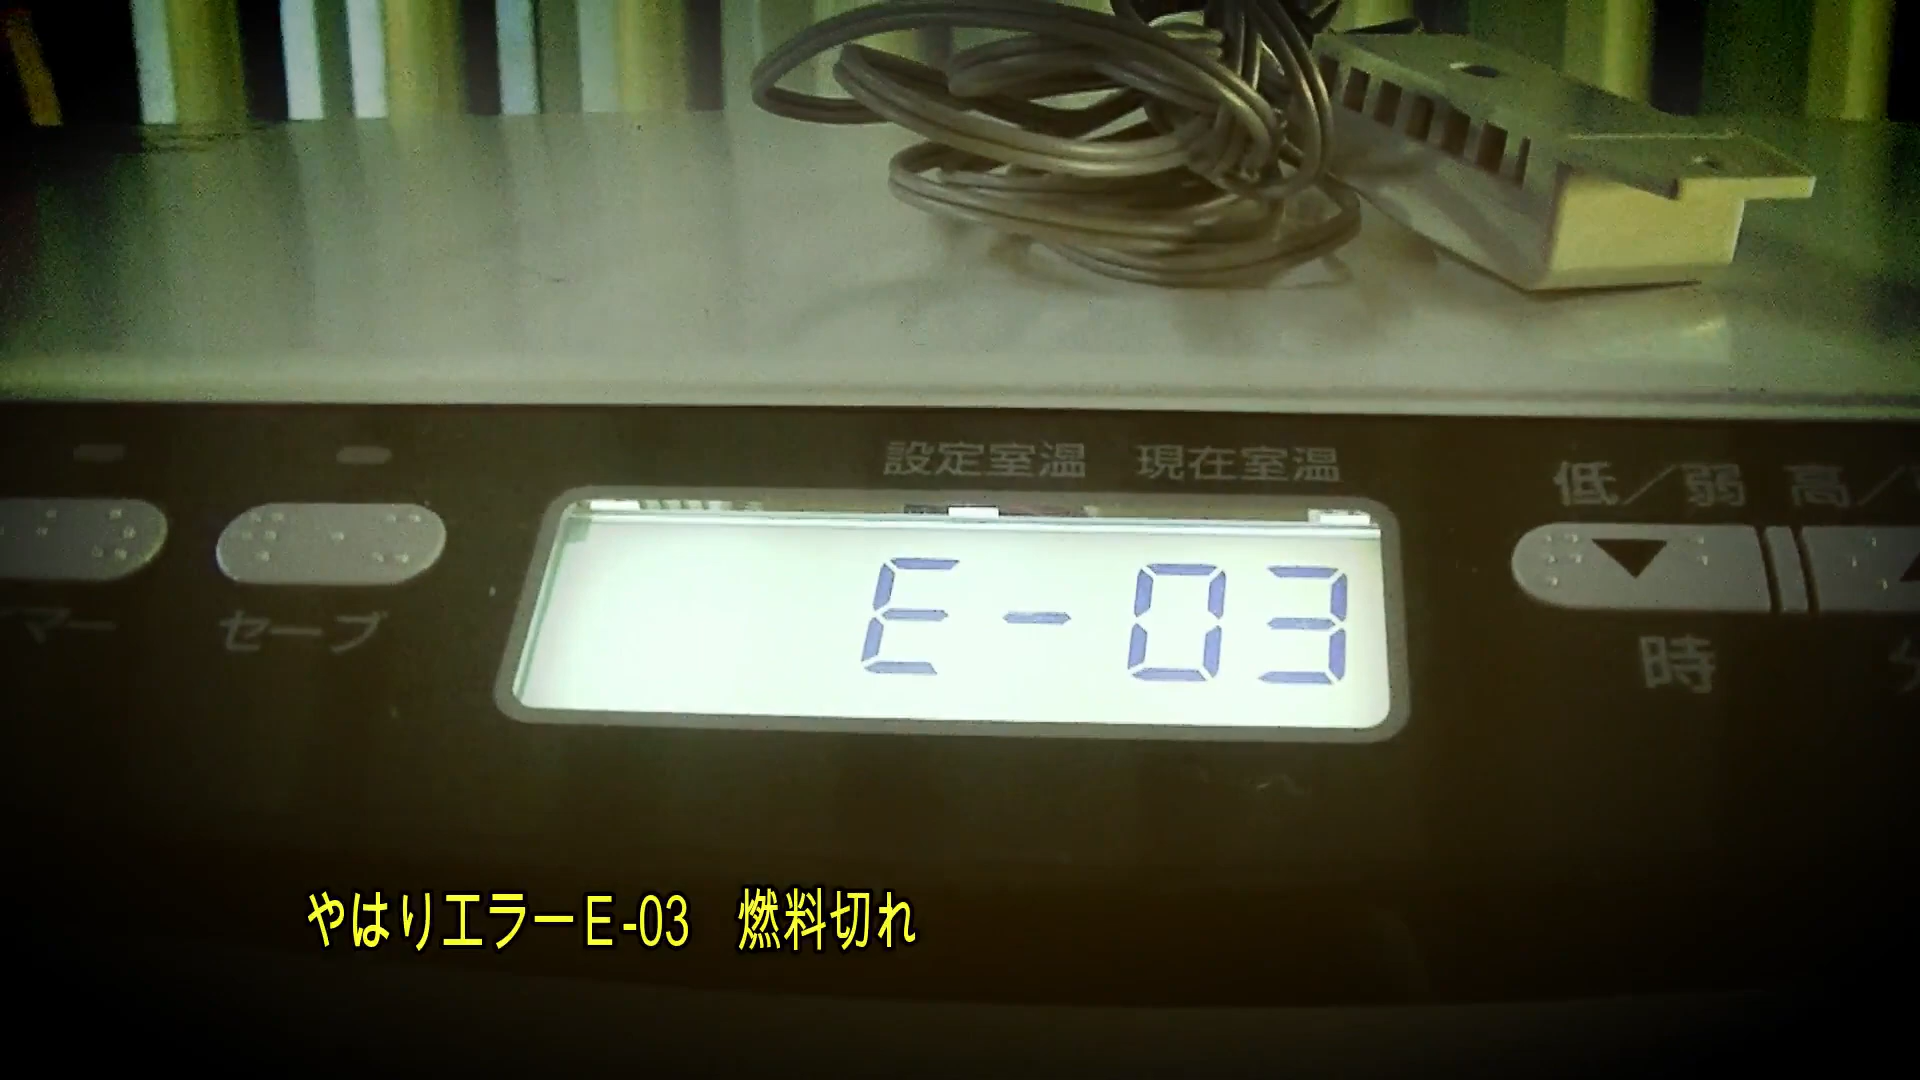 設定室温 現在室温
低／弱 高／
E-03
マー
セーブ
時
やはりエラーE-03 燃料切れ